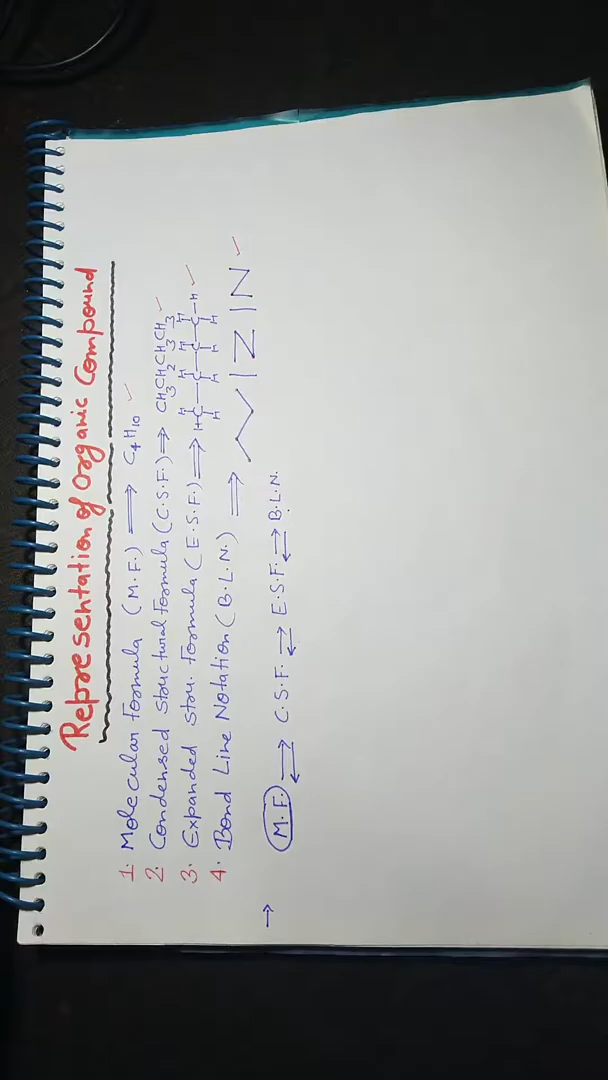 Representation of Organic Compound
1. Molecular formula (M.F.) ⟹ C4H10 ✓
2. Condensed structural formula (C.S.F.) ⟹ CH3CH2CH3CH3 ✓
3. Expanded stru. formula (E.S.F.) ⟹ H-C-C-C-C-H ✓
H H H H
H H H H
4. Bond Line Notation (B.L.N.) ⟹ ✓
→ M.F. ⇌ C.S.F. ⇌ E.S.F. ⇌ B.L.N.